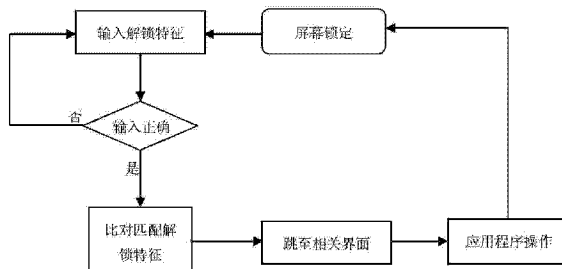 输入解锁特征
屏幕锁定
否
输入正确
是
比对匹配解
锁特征
跳至相关界面
应用程序操作